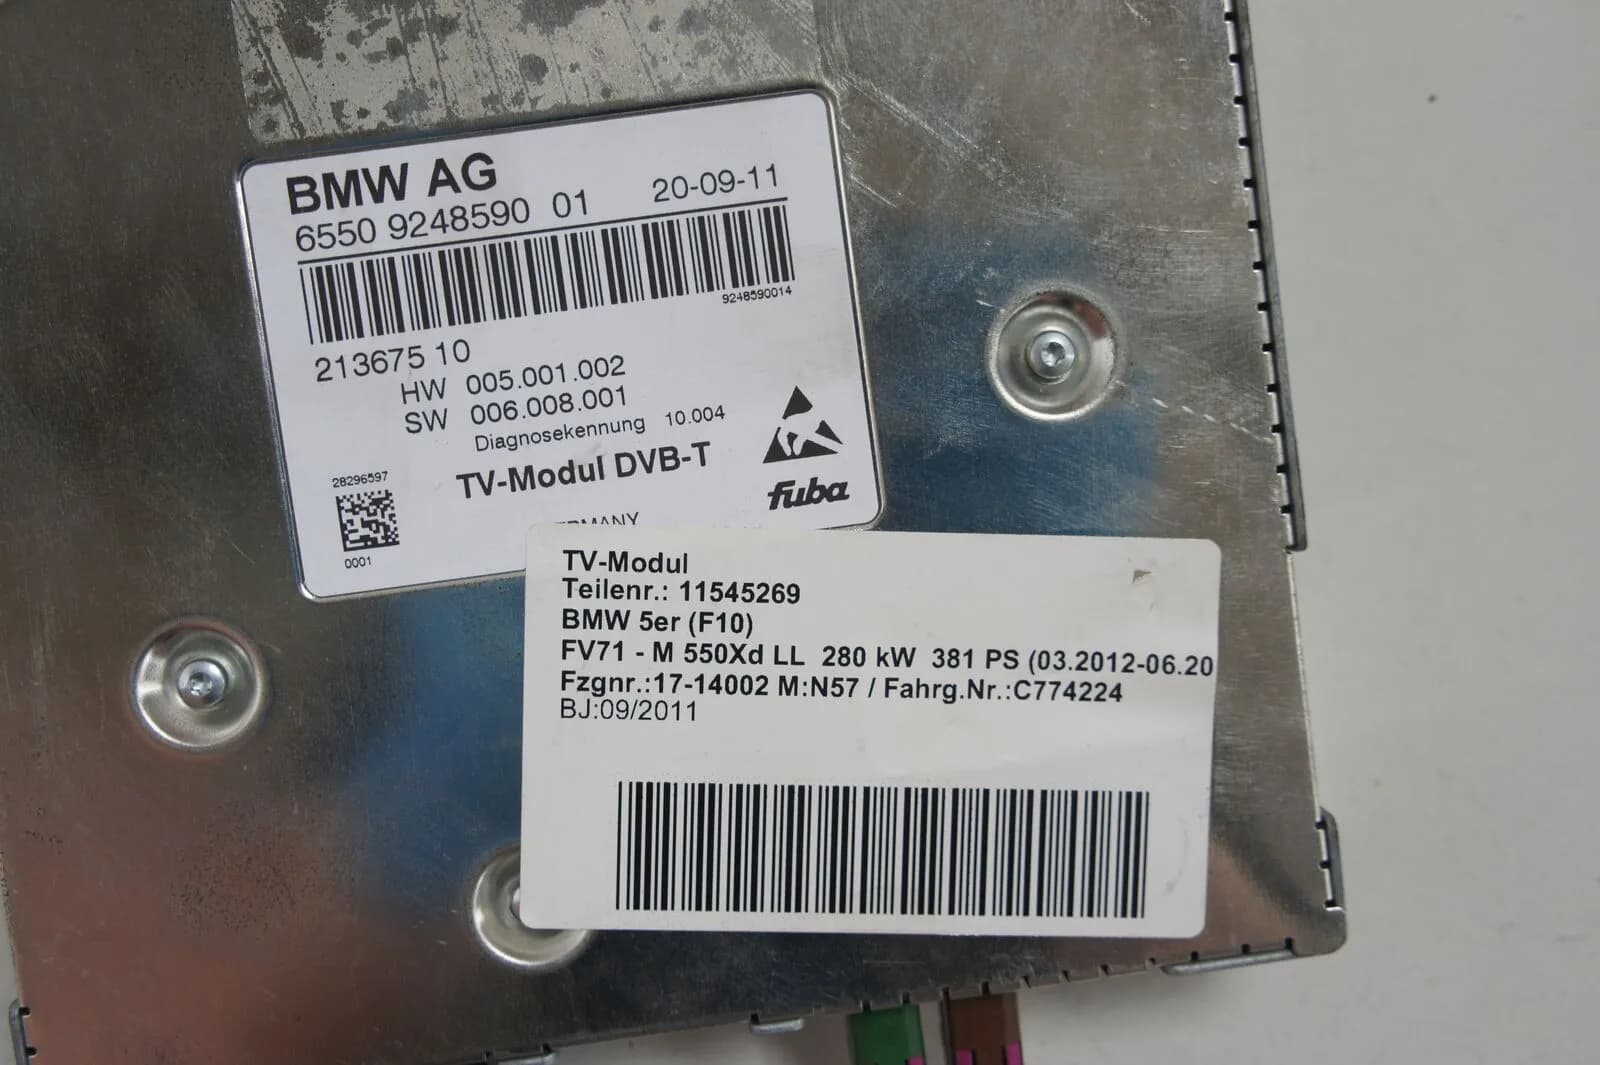 BMW AG
6550 9248590 01 20-09-11
9248590014
213675 10
HW 005.001.002
SW 006.008.001
Diagnosekennung 10.004
TV-Modul DVB-T
28296597
0001
fuba
TV-Modul
Teilenr.: 11545269
BMW 5er (F10)
FV71 - M 550Xd LL 280 kW 381 PS (03.2012-06.20
Fzgnr.:17-14002 M:N57 / Fahrg.Nr.:C774224
BJ:09/2011